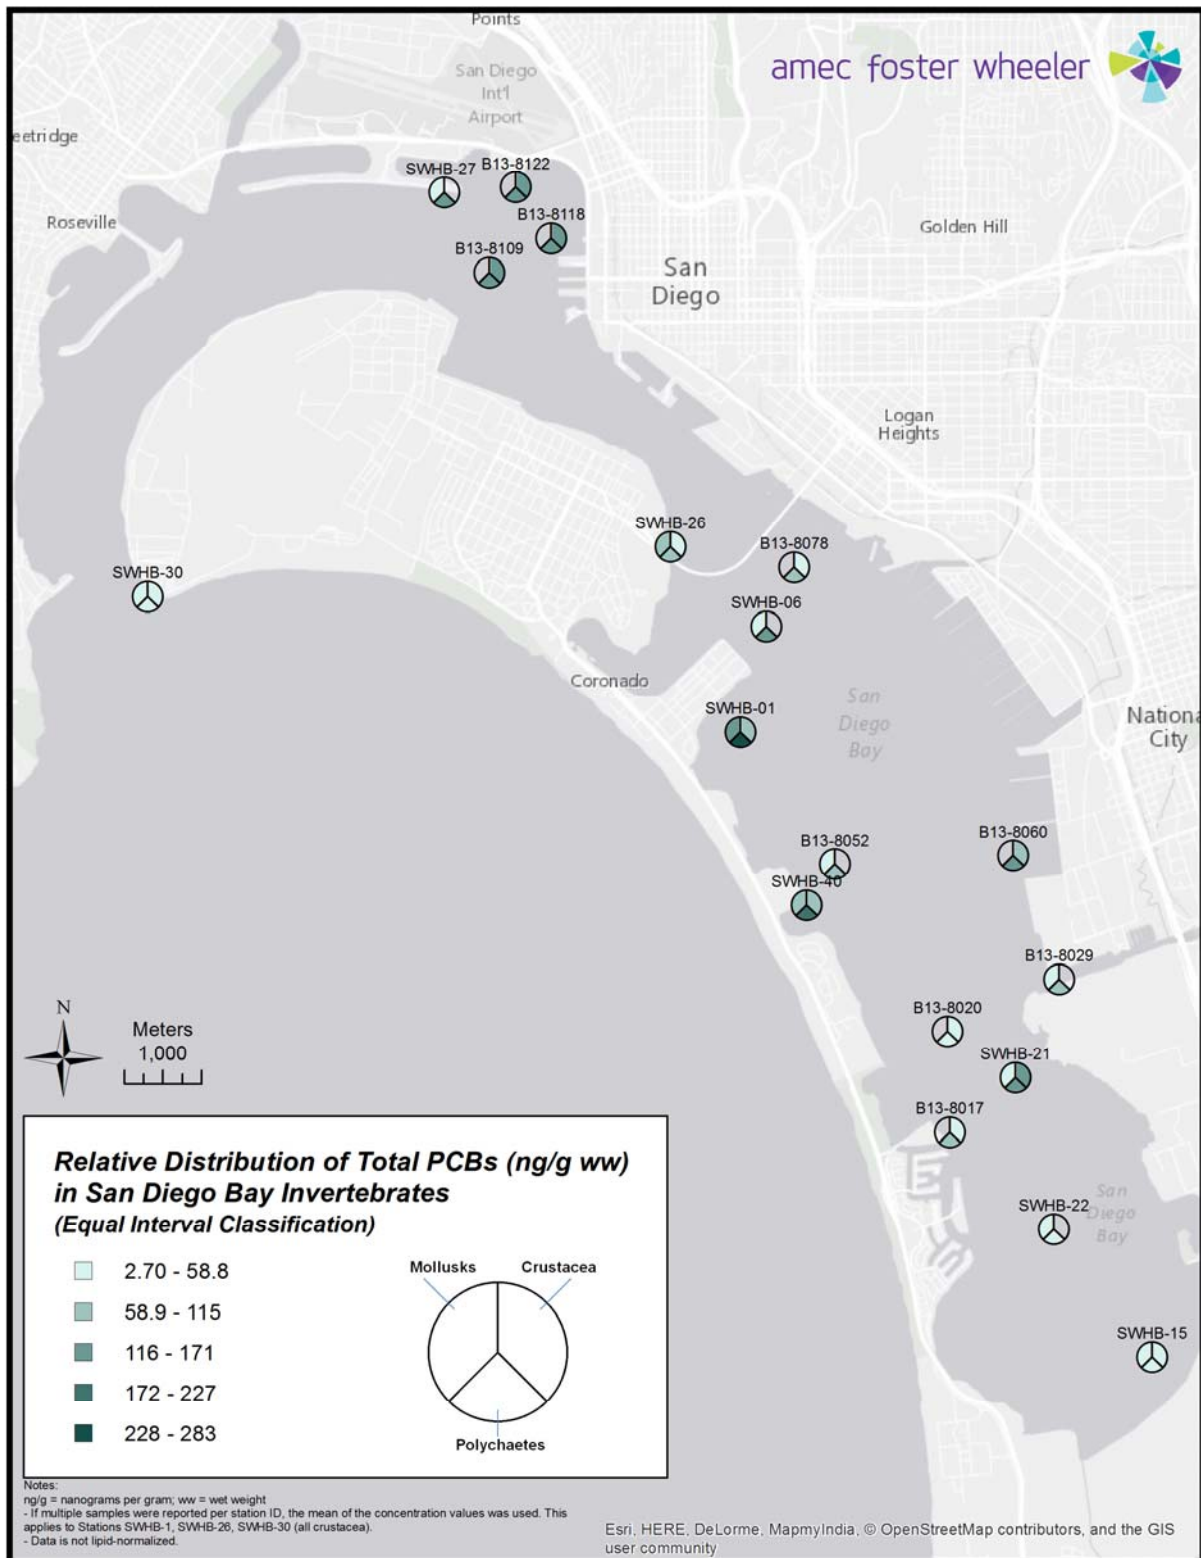 Points
amec foster wheeler
San Diego
Int'l
Airport
eetridge
SWHB-27
B13-8122
Roseville
B13-8118
Golden Hill
B13-8109
San
Diego
Logan
Heights
SWHB-26
B13-8078
SWHB-30
SWHB-06
Coronado
SWHB-01
San
Diego
Bay
Nationa
City
B13-8052
B13-8060
SWHB-40
B13-8029
N
Meters
1,000
B13-8020
SWHB-21
B13-8017
SWHB-22
San
Diego
Bay
SWHB-15
Relative Distribution of Total PCBs (ng/g ww)
in San Diego Bay Invertebrates
(Equal Interval Classification)
2.70 - 58.8
58.9 - 115
116 - 171
172 - 227
228 - 283
Mollusks
Crustacea
Polychaetes
Notes:
ng/g = nanograms per gram; ww = wet weight
- If multiple samples were reported per station ID, the mean of the concentration values was used. This
applies to Stations SWHB-1, SWHB-26, SWHB-30 (all crustacea).
- Data is not lipid-normalized.
Esri, HERE, DeLorme, MapmyIndia, © OpenStreetMap contributors, and the GIS
user community